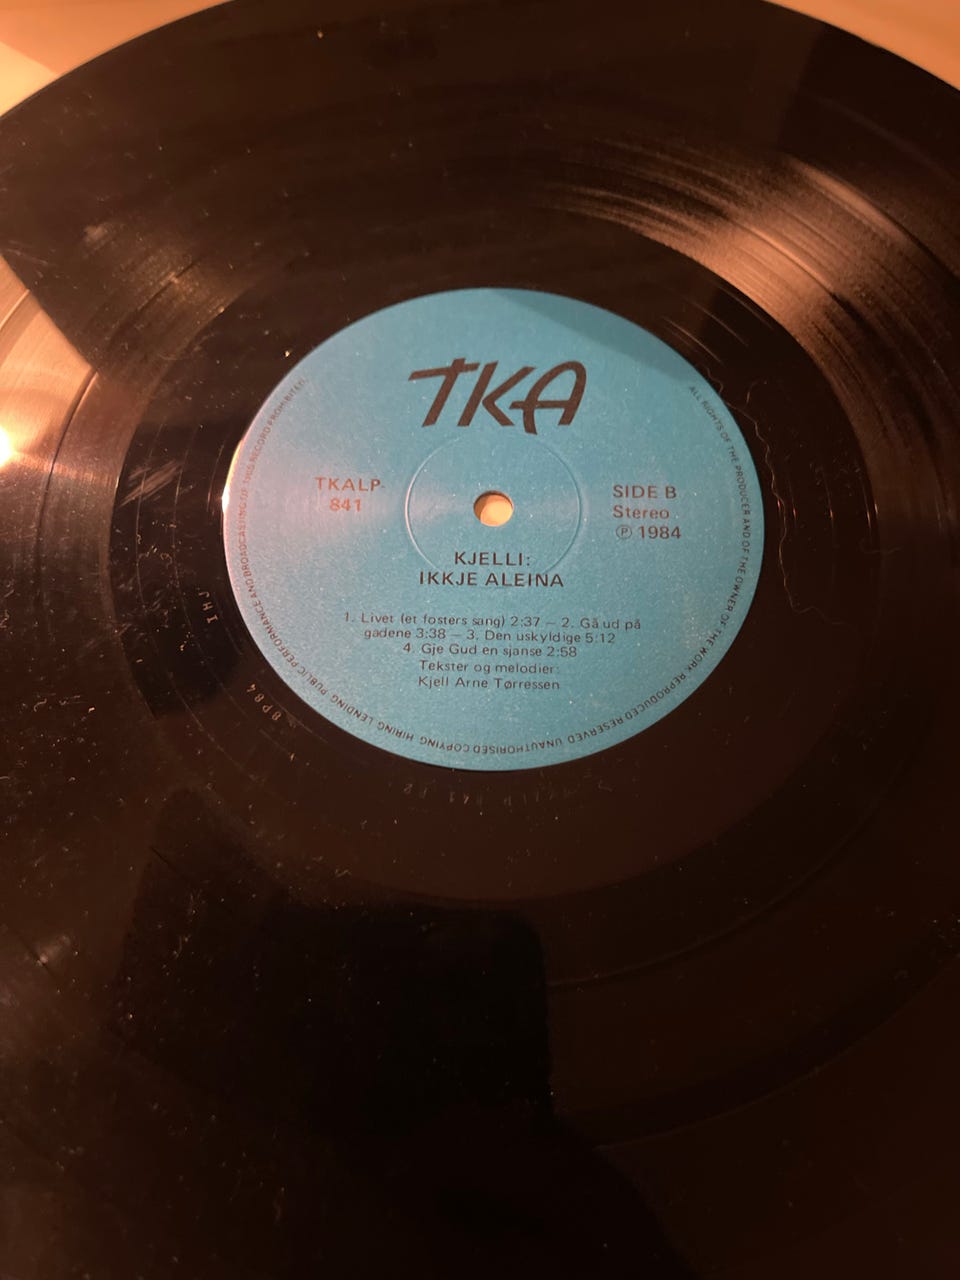 TKA
TKALP-
841
SIDE B
Stereo
Ⓟ 1984
KJELLI:
IKKJE ALEINA
1. Livet (et fosters sang) 2:37 – 2. Gå ud på
gadene 3:38 – 3. Den uskyldige 5:12
4. Gje Gud en sjanse 2:58
Tekster og melodier:
Kjell Arne Tørressen
ALL RIGHTS OF THE PRODUCER AND OF THE OWNER OF THE WORK REPRODUCED RESERVED UNAUTHORISED COPYING HIRING LENDING PUBLIC PERFORMANCE AND BROADCASTING OF THIS RECORD PROHIBITED
IHJ